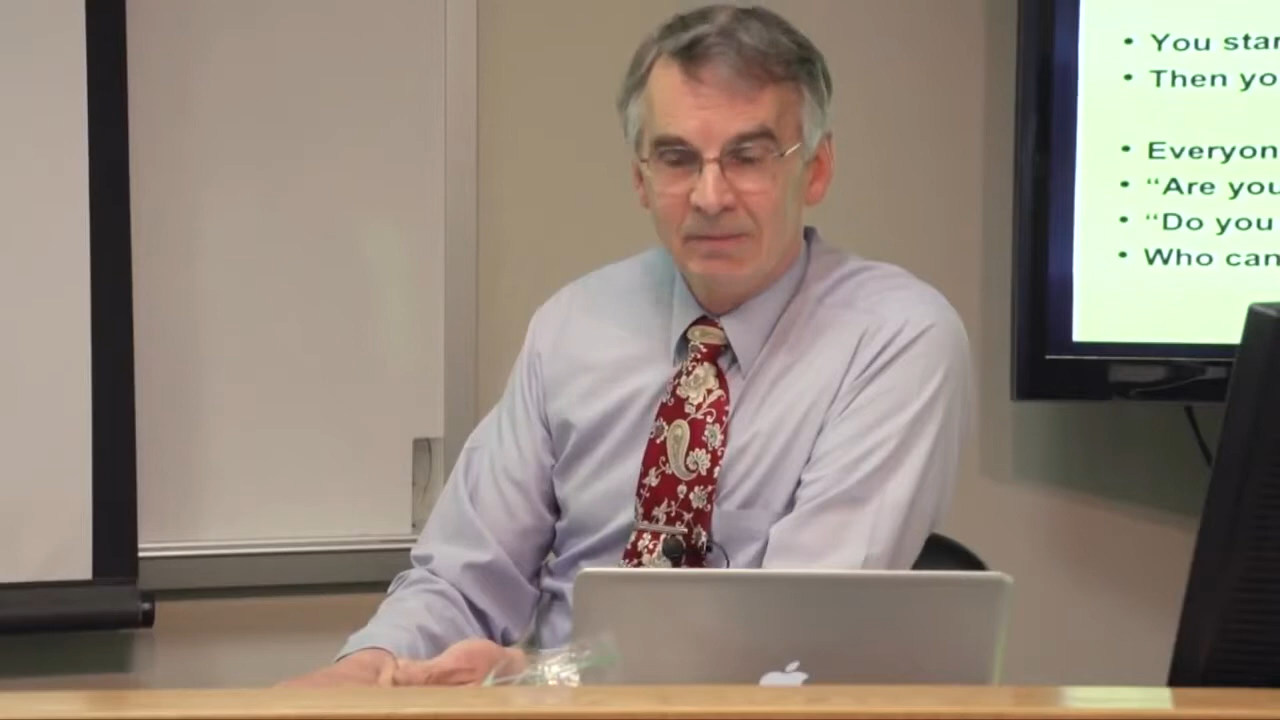 • You star
• Then yo
• Everyon
• “Are you
• “Do you
• Who can